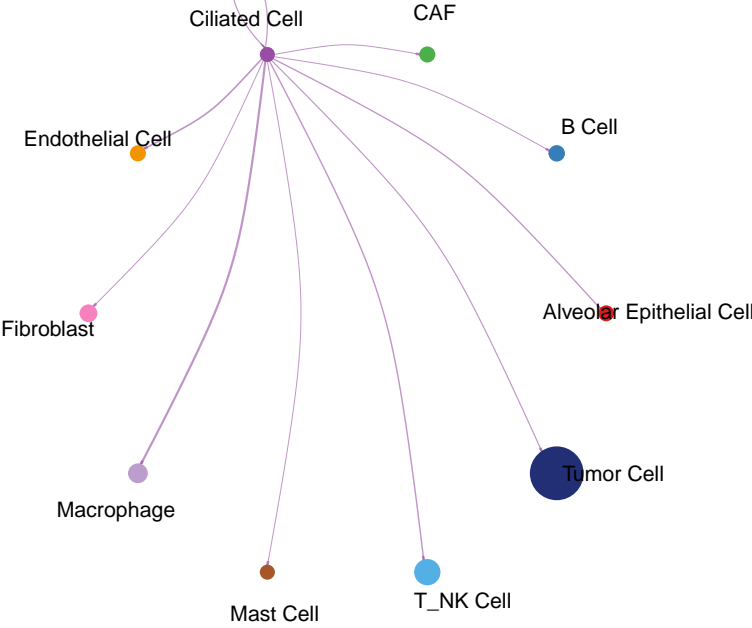 CAF
Ciliated Cell
B Cell
Endothelial Cell
Alveolar Epithelial Cell
Fibroblast
Tumor Cell
Macrophage
T_NK Cell
Mast Cell